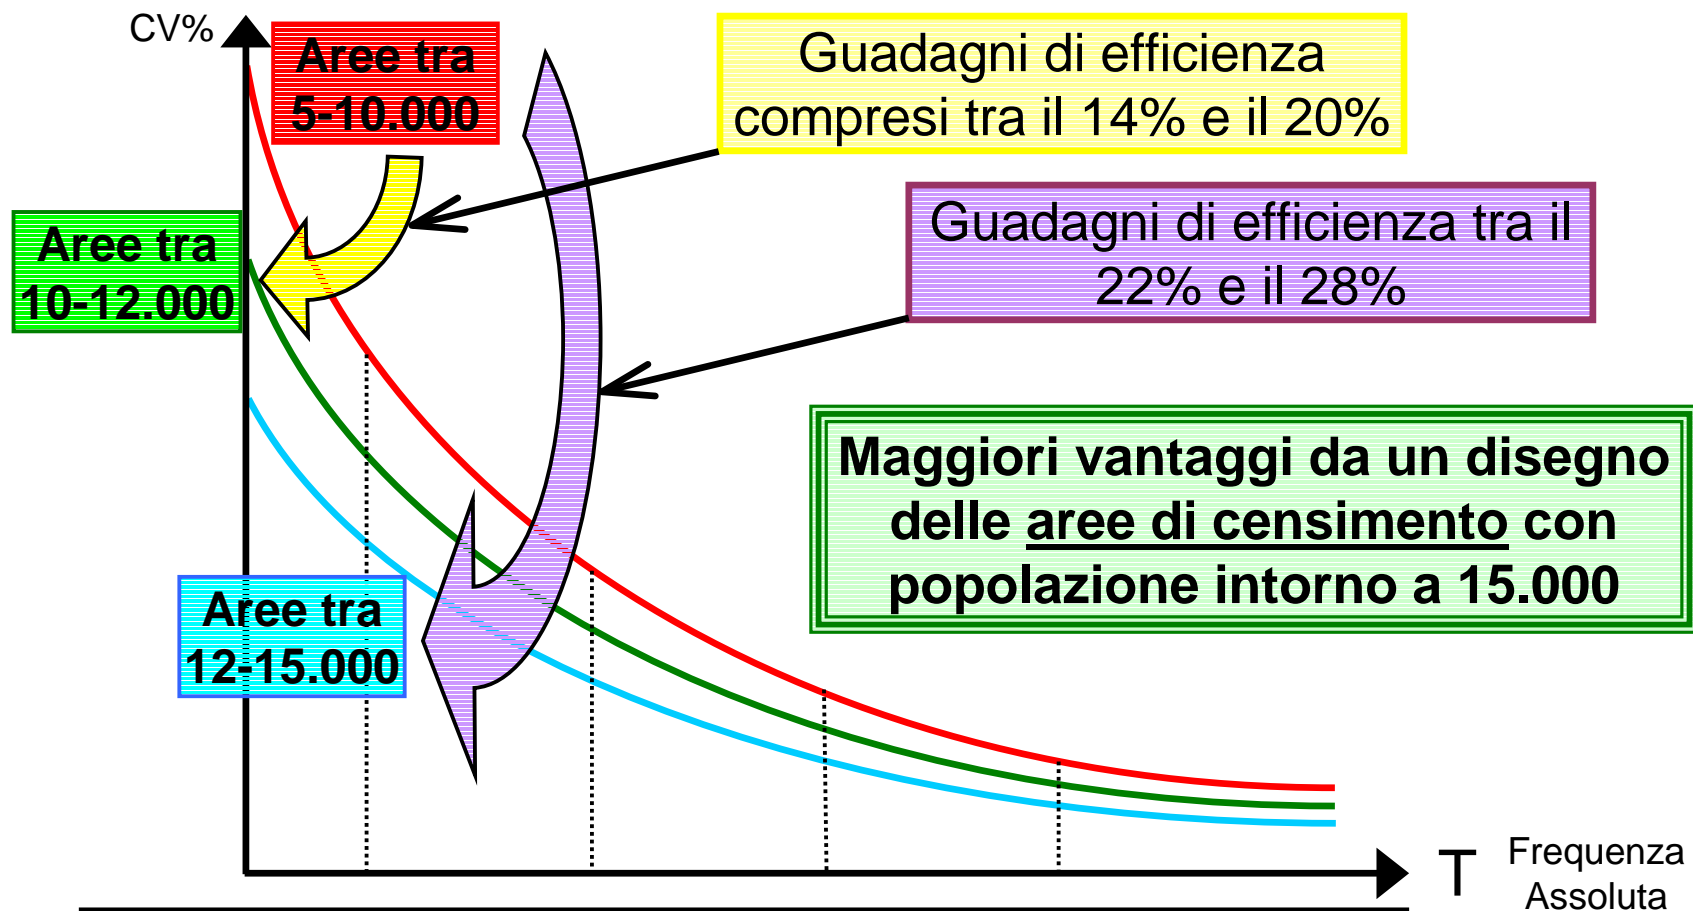 CV%
Aree tra
5-10.000
Guadagni di efficienza
compresi tra il 14% e il 20%
Guadagni di efficienza tra il
22% e il 28%
Aree tra
10-12.000
Maggiori vantaggi da un disegno
delle aree di censimento con
popolazione intorno a 15.000
Aree tra
12-15.000
T
Frequenza
Assoluta